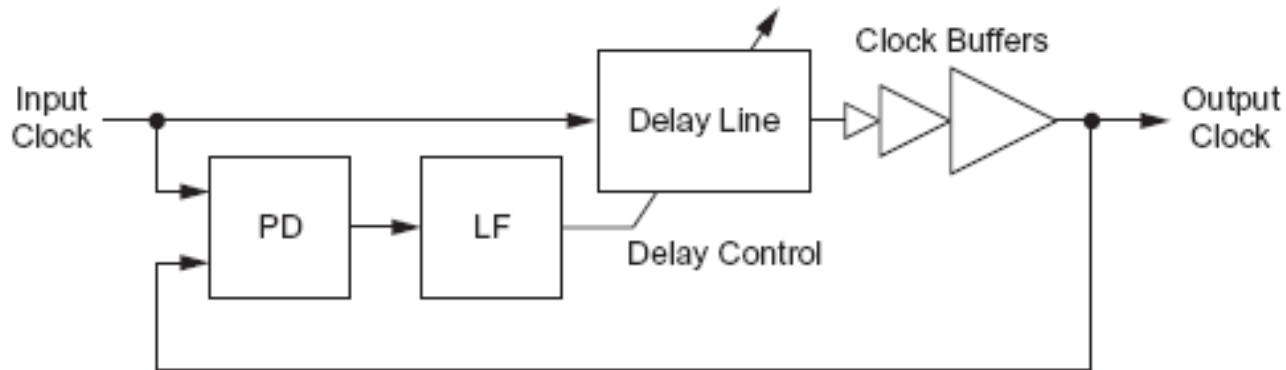 Clock Buffers
Input
Clock
Delay Line
Output
Clock
PD
LF
Delay Control